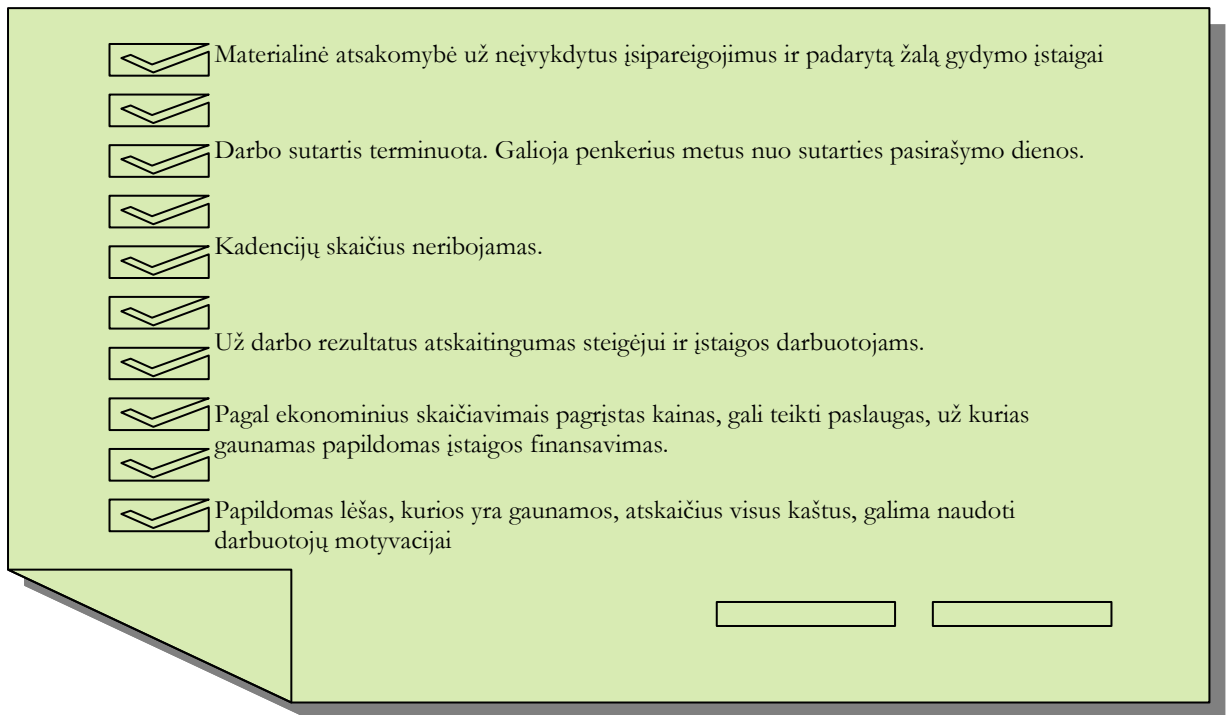 Materialinė atsakomybė už neįvykdytus įsipareigojimus ir padarytą žalą gydymo įstaigai
Darbo sutartis terminuota. Galioja penkerius metus nuo sutarties pasirašymo dienos.
Kadencijų skaičius neribojamas.
Už darbo rezultatus atskaitingumas steigėjui ir įstaigos darbuotojams.
Pagal ekonominius skaičiavimais pagrįstas kainas, gali teikti paslaugas, už kurias
gaunamas papildomas įstaigos finansavimas.
Papildomas lėšas, kurios yra gaunamos, atskaičius visus kaštus, galima naudoti
darbuotojų motyvacijai